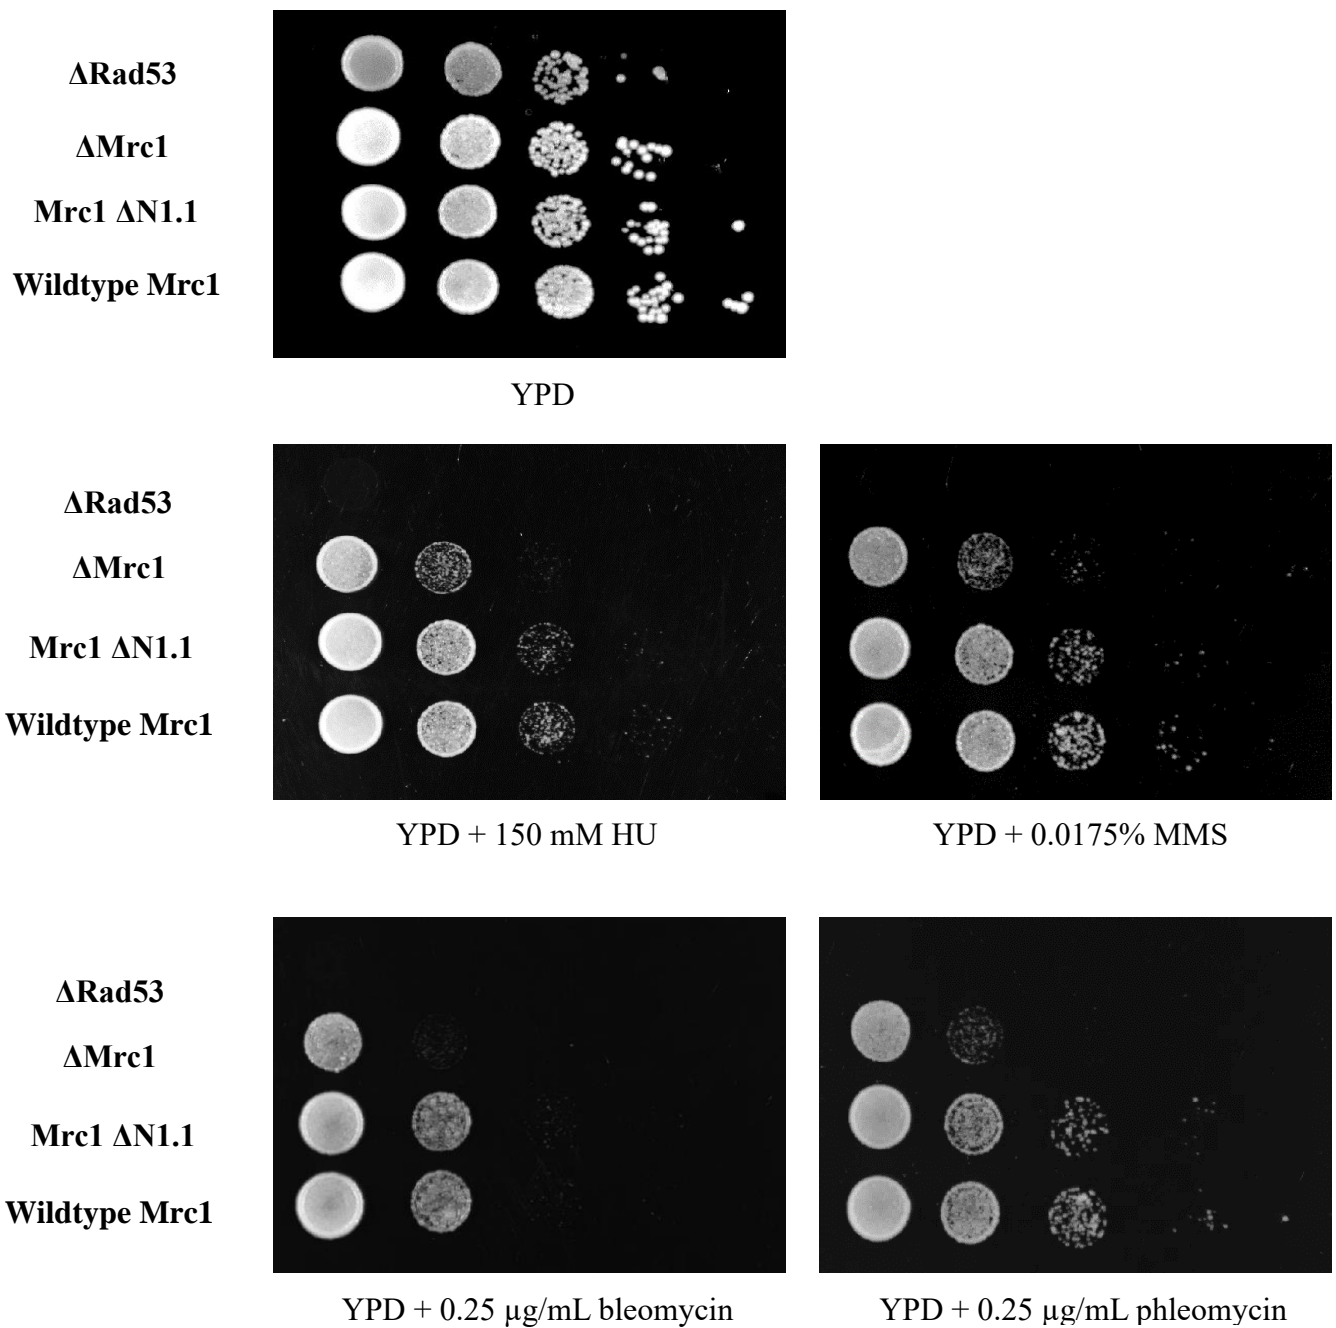 ΔRad53
ΔMrc1
Mrc1 ΔN1.1
Wildtype Mrc1
YPD
ΔRad53
ΔMrc1
Mrc1 ΔN1.1
Wildtype Mrc1
YPD + 150 mM HU
YPD + 0.0175% MMS
ΔRad53
ΔMrc1
Mrc1 ΔN1.1
Wildtype Mrc1
YPD + 0.25 µg/mL bleomycin
YPD + 0.25 µg/mL phleomycin